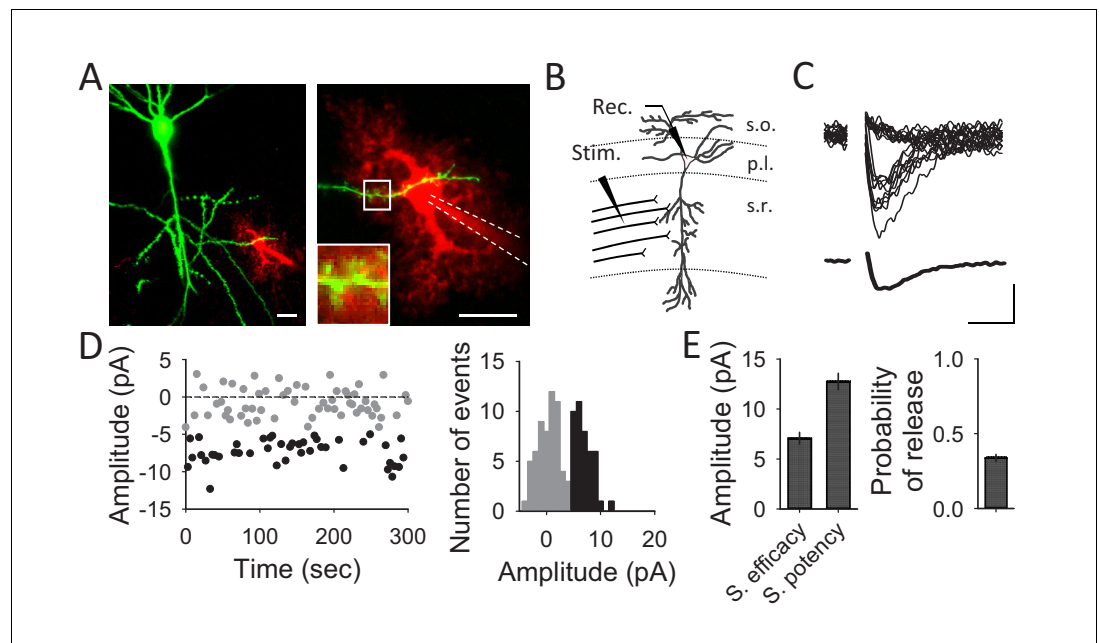 A
B
Rec.
Stim.
s.o.
p.l.
s.r.
C
D
Amplitude (pA)
5
0
-5
-10
-15
0
100
200
300
Time (sec)
Number of events
15
10
5
0
0
10
20
Amplitude (pA)
E
Amplitude (pA)
15
10
5
0
S. efficacy
S. potency
Probability
of release
1.0
0.5
0.0